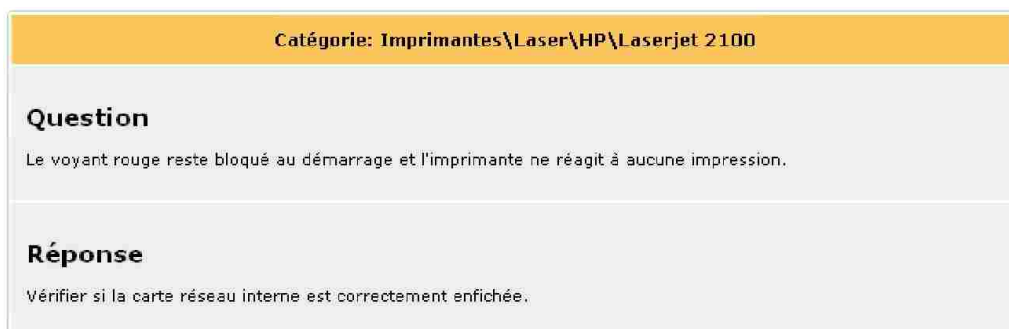 Catégorie: Imprimantes\Laser\HP\Laserjet 2100
Question
Le voyant rouge reste bloqué au démarrage et l'imprimante ne réagit à aucune impression.
Réponse
Vérifier si la carte réseau interne est correctement enfichée.